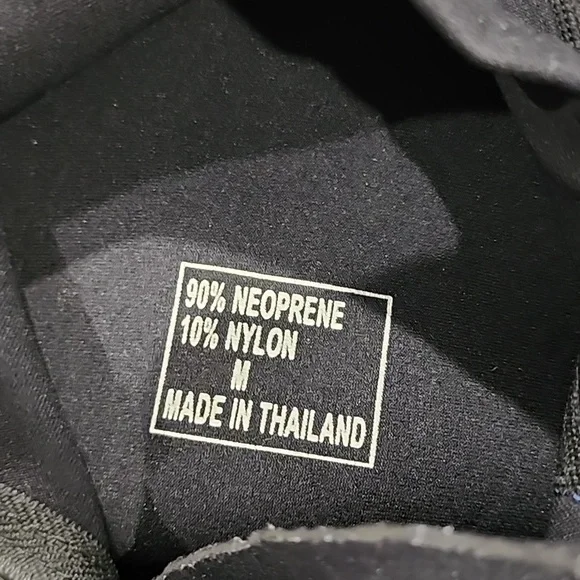 90% NEOPRENE
10% NYLON
M
MADE IN THAILAND